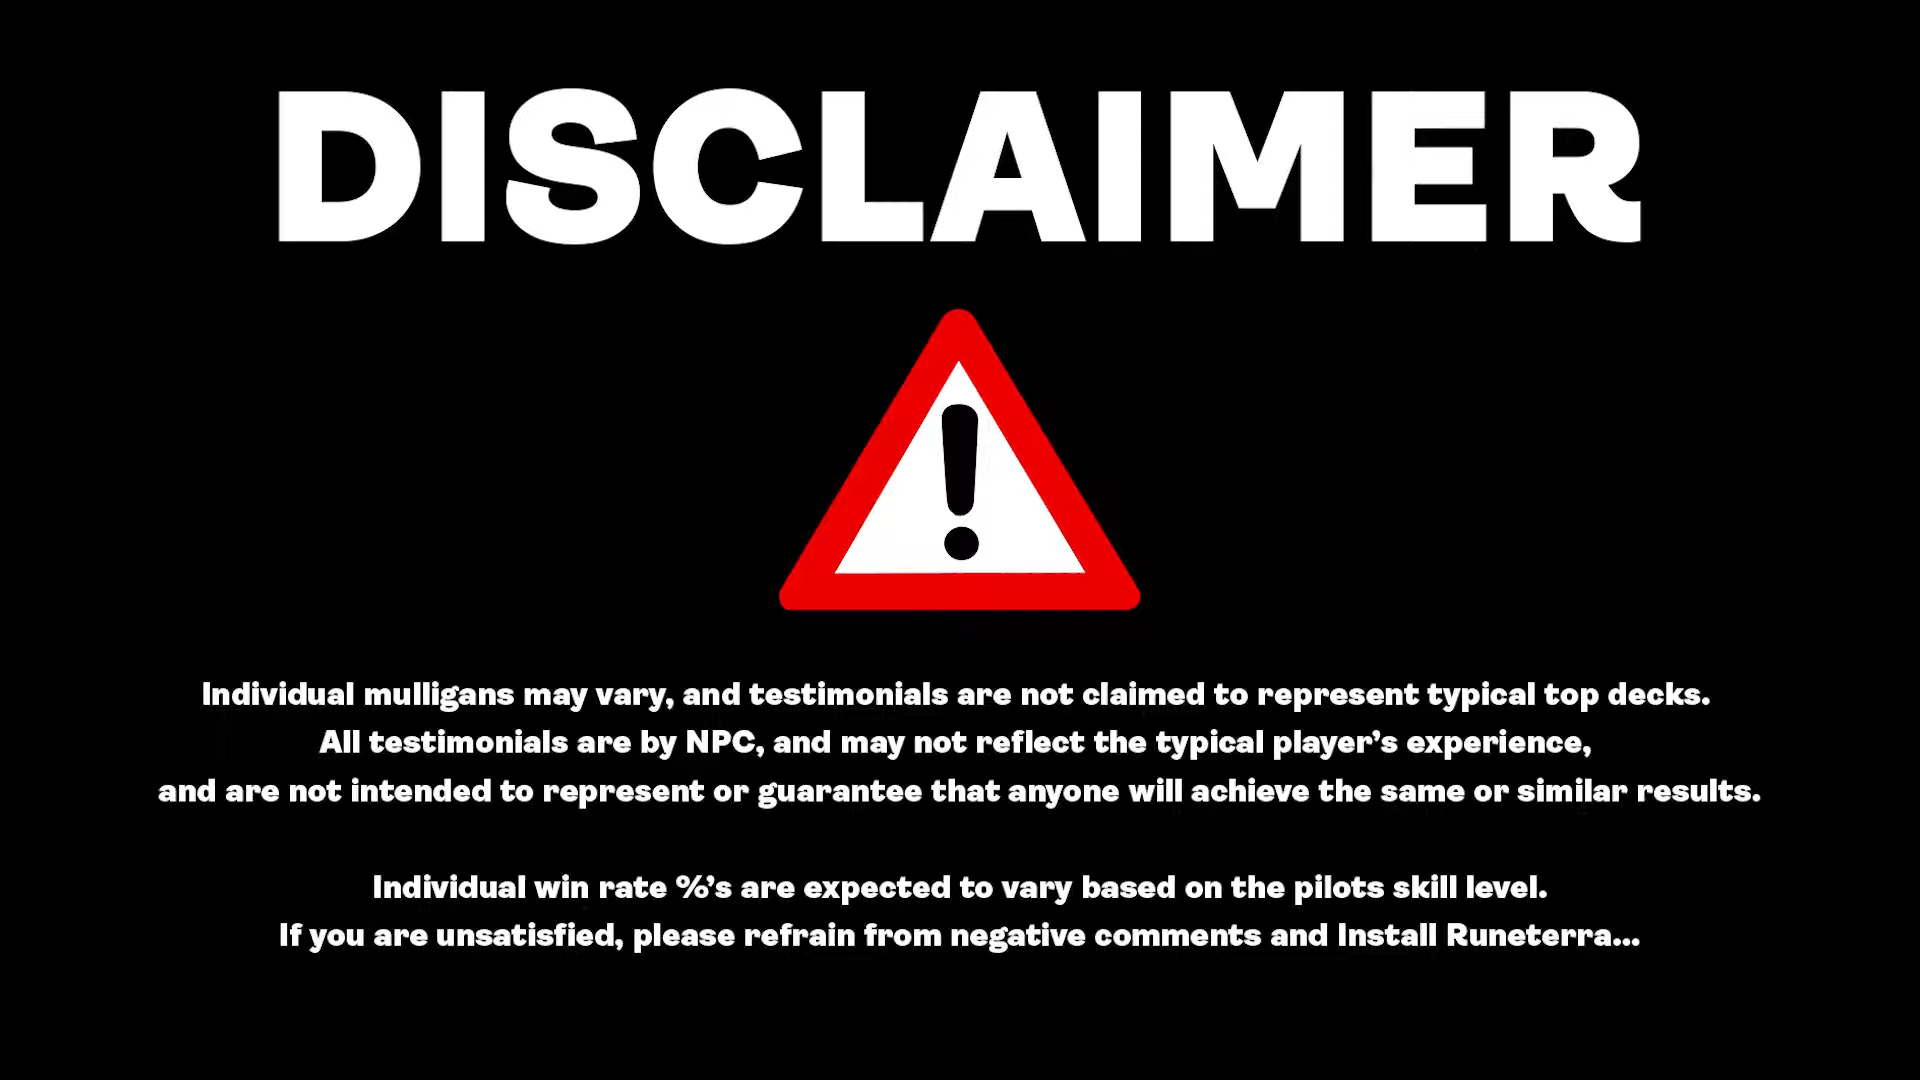 DISCLAIMER
Individual mulligans may vary, and testimonials are not claimed to represent typical top decks.
All testimonials are by NPC, and may not reflect the typical player’s experience,
and are not intended to represent or guarantee that anyone will achieve the same or similar results.
Individual win rate %’s are expected to vary based on the pilots skill level.
If you are unsatisfied, please refrain from negative comments and Install Runeterra...